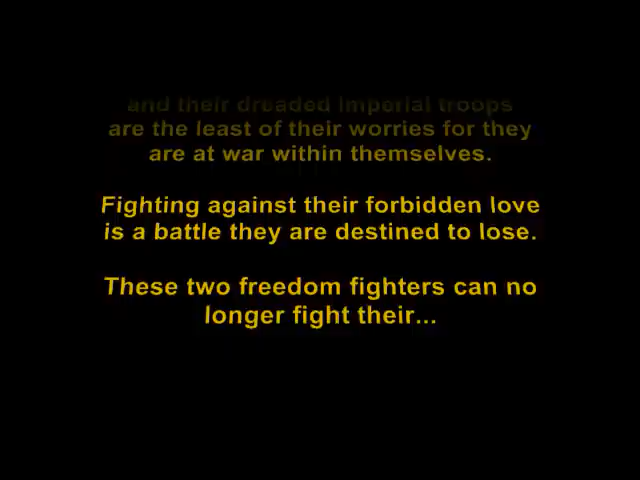 and their dreaded imperial troops
are the least of their worries for they
are at war within themselves.
Fighting against their forbidden love
is a battle they are destined to lose.
These two freedom fighters can no
longer fight their...